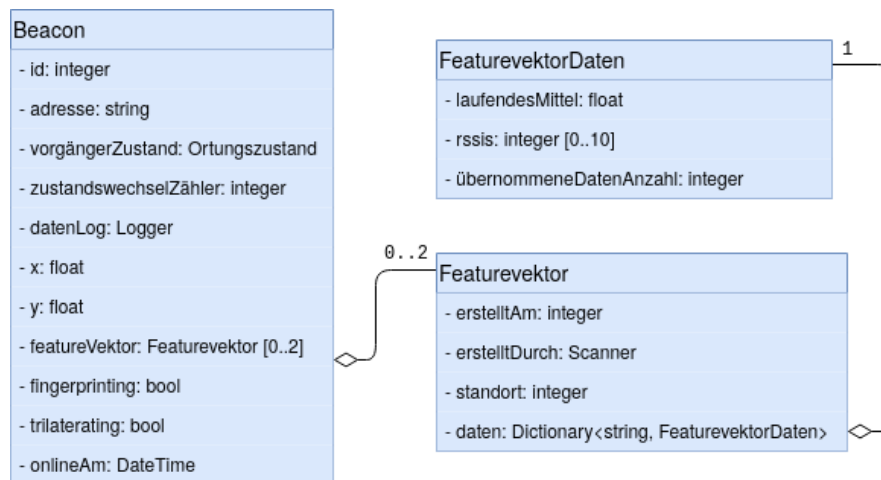 Beacon
- id: integer
- adresse: string
- vorgängerZustand: Ortungszustand
- zustandswechselZähler: integer
- datenLog: Logger
- x: float
- y: float
- featureVektor: Featurevektor [0..2]
- fingerprinting: bool
- trilaterating: bool
- onlineAm: DateTime
0..2
FeaturevektorDaten
1
- laufendesMittel: float
- rssis: integer [0..10]
- übernommeneDatenAnzahl: integer
Featurevektor
- erstelltAm: integer
- erstelltDurch: Scanner
- standort: integer
- daten: Dictionary<string, FeaturevektorDaten>